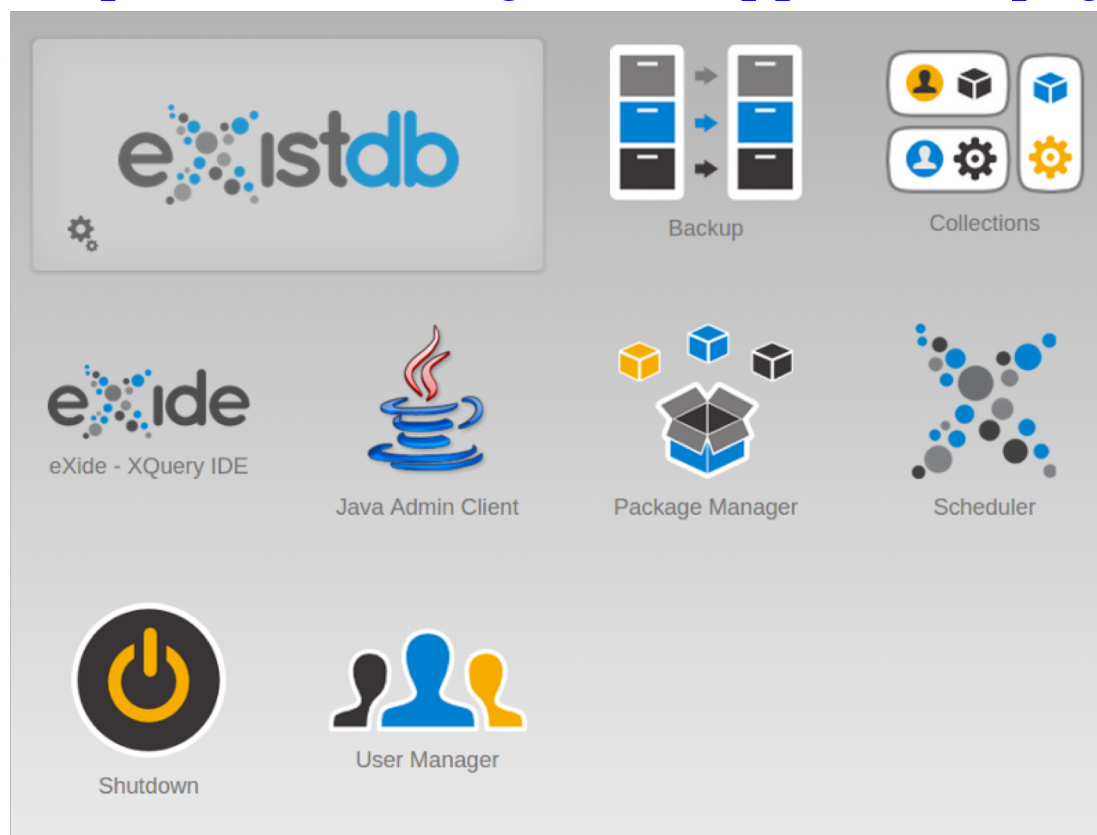 eXistdb
Backup
Collections
eXide
eXide - XQuery IDE
Java Admin Client
Package Manager
Scheduler
Shutdown
User Manager